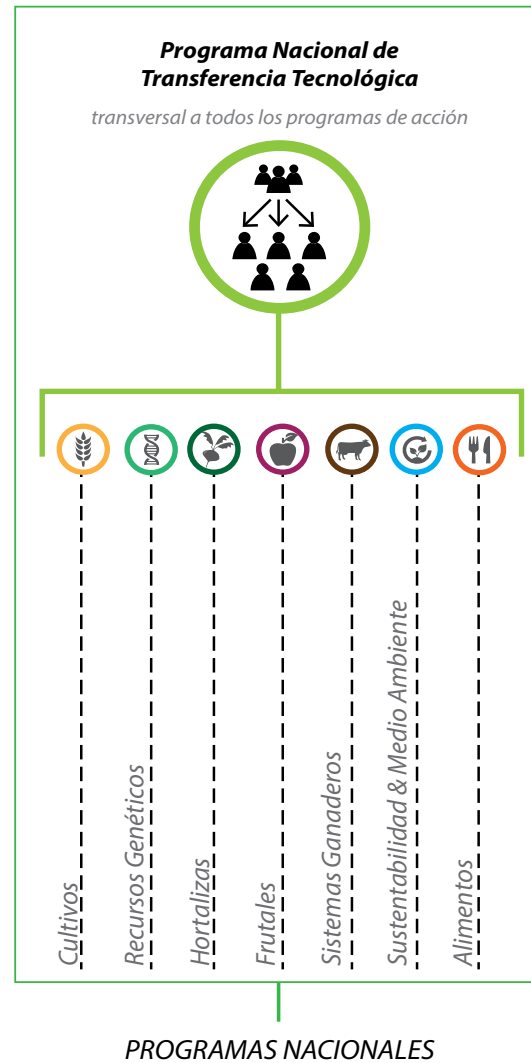 Programa Nacional de
Transferencia Tecnológica
transversal a todos los programas de acción
Cultivos
Recursos Genéticos
Hortalizas
Frutales
Sistemas Ganaderos
Sustentabilidad & Medio Ambiente
Alimentos
PROGRAMAS NACIONALES